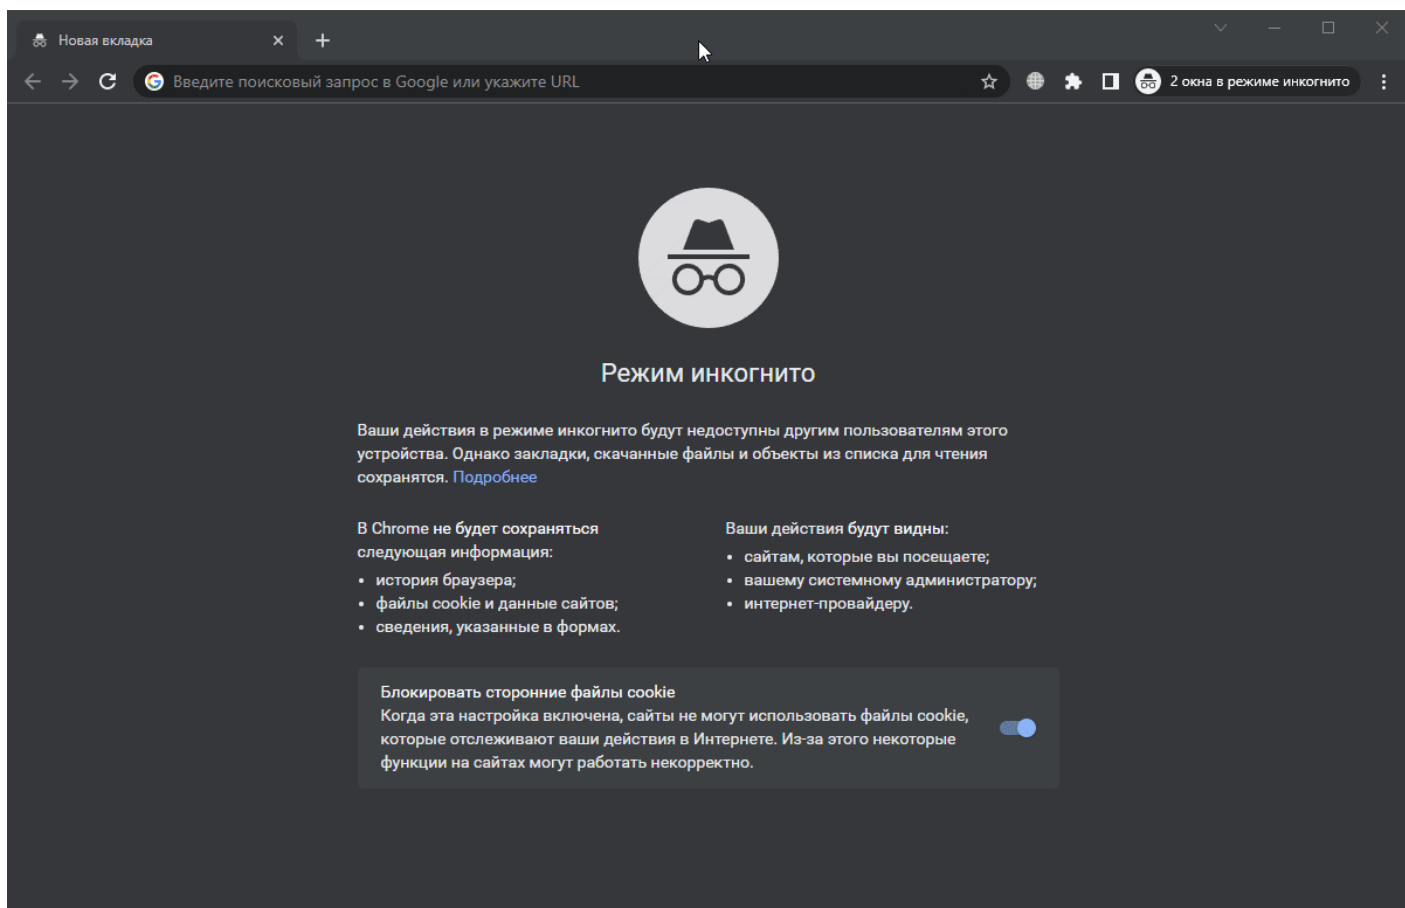 Новая вкладка
Введите поисковый запрос в Google или укажите URL
2 окна в режиме инкогнито
Режим инкогнито
Ваши действия в режиме инкогнито будут недоступны другим пользователям этого
устройства. Однако закладки, скачанные файлы и объекты из списка для чтения
сохранятся. Подробнее
В Chrome не будет сохраняться
следующая информация:
• история браузера;
• файлы cookie и данные сайтов;
• сведения, указанные в формах.
Ваши действия будут видны:
• сайтам, которые вы посещаете;
• вашему системному администратору;
• интернет-провайдеру.
Блокировать сторонние файлы cookie
Когда эта настройка включена, сайты не могут использовать файлы cookie,
которые отслеживают ваши действия в Интернете. Из-за этого некоторые
функции на сайтах могут работать некорректно.